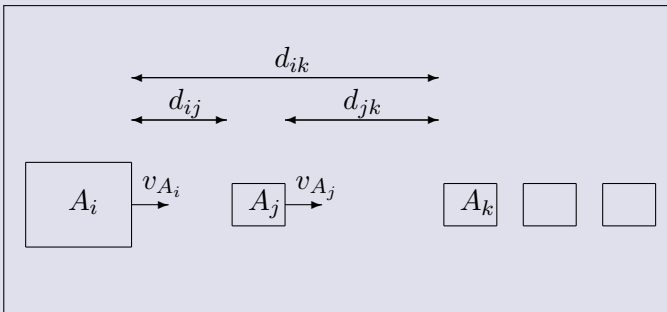 d_{ik}
d_{ij} d_{jk}
v_{A_i} v_{A_j}
A_i A_j A_k